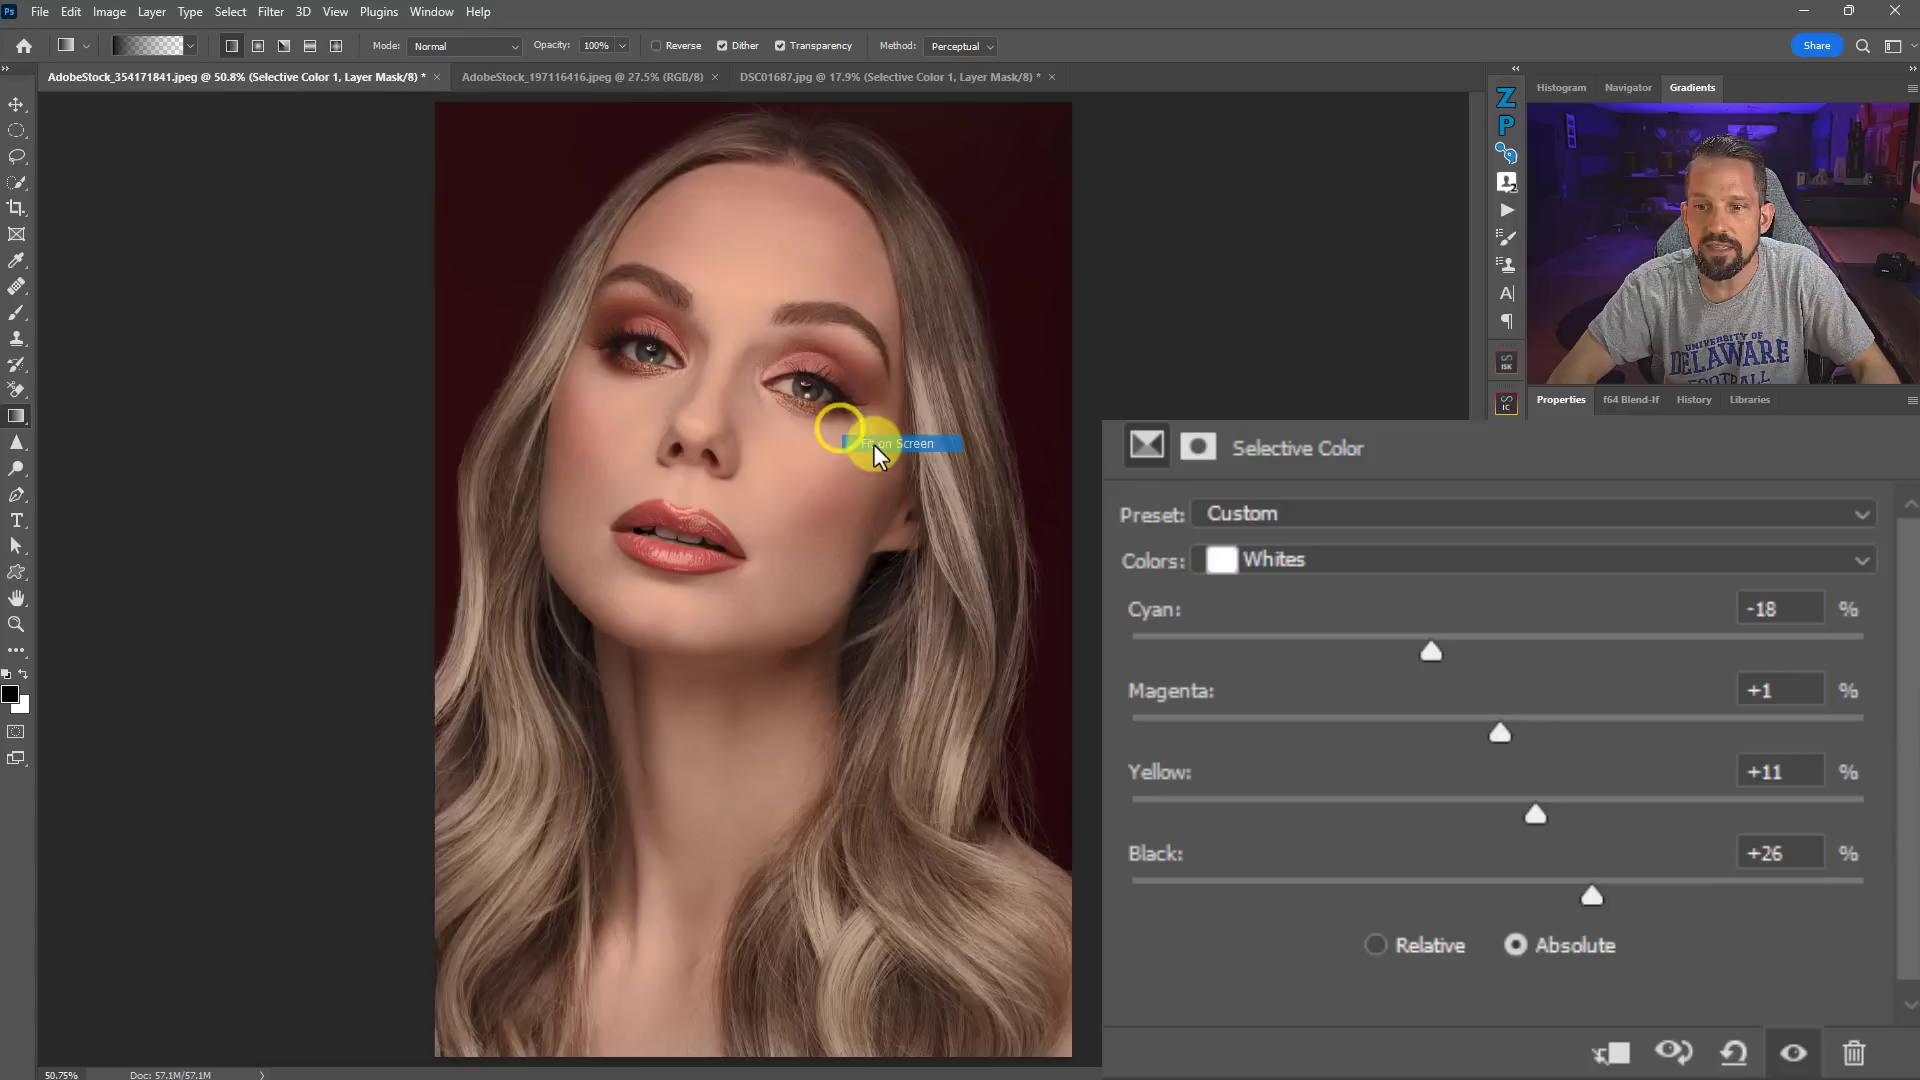 Ps File Edit Image Layer Type Select Filter 3D View Plugins Window Help
Mode: Normal Opacity: 100% Reverse Dither Transparency Method: Perceptual Share
AdobeStock_354171841.jpeg @ 50.8% (Selective Color 1, Layer Mask/8) * × AdobeStock_197116416.jpeg @ 27.5% (RGB/8) × DSC01687.jpg @ 17.9% (Selective Color 1, Layer Mask/8) * ×
Histogram Navigator Gradients
Z
P
2
A
ISK
IC
UNIVERSITY OF
DELAWARE
FOOTBALL
Properties f64 Blend-If History Libraries
Fit on Screen
Selective Color
Preset: Custom
Colors: Whites
Cyan: -18 %
Magenta: +1 %
Yellow: +11 %
Black: +26 %
Relative Absolute
50.75% Doc: 57.1M/57.1M